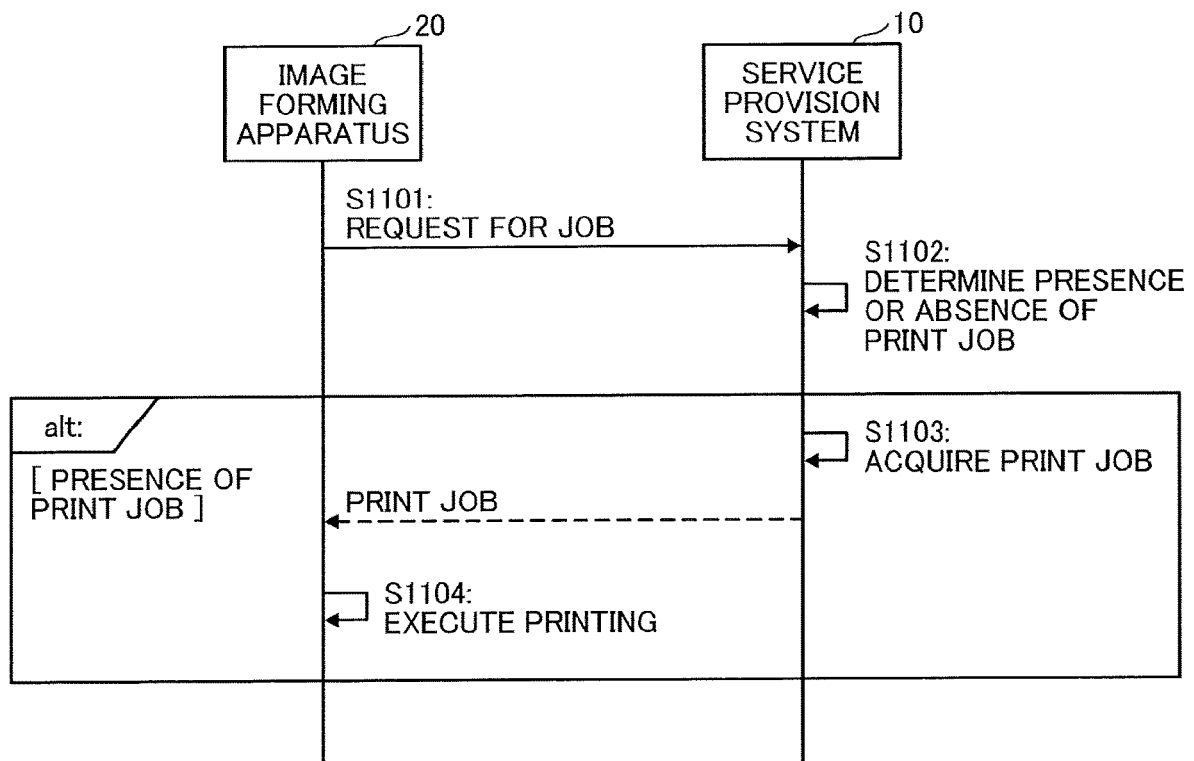 20
IMAGE
FORMING
APPARATUS
10
SERVICE
PROVISION
SYSTEM
S1101:
REQUEST FOR JOB
S1102:
DETERMINE PRESENCE
OR ABSENCE OF
PRINT JOB
alt:
[ PRESENCE OF
PRINT JOB ]
S1103:
ACQUIRE PRINT JOB
PRINT JOB
S1104:
EXECUTE PRINTING